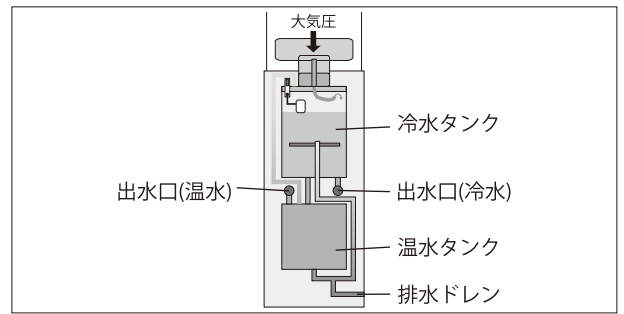 大気圧
冷水タンク
出水口(温水)
出水口(冷水)
温水タンク
排水ドレン